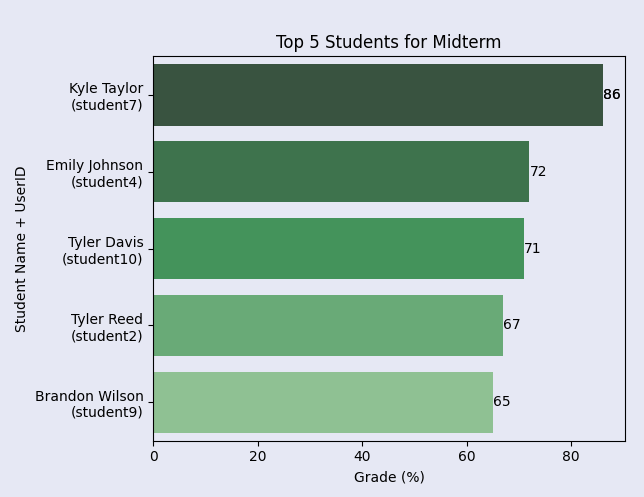 Top 5 Students for Midterm
Student Name + UserID
Kyle Taylor
(student7)
86
Emily Johnson
(student4)
72
Tyler Davis
(student10)
71
Tyler Reed
(student2)
67
Brandon Wilson
(student9)
65
0 20 40 60 80
Grade (%)